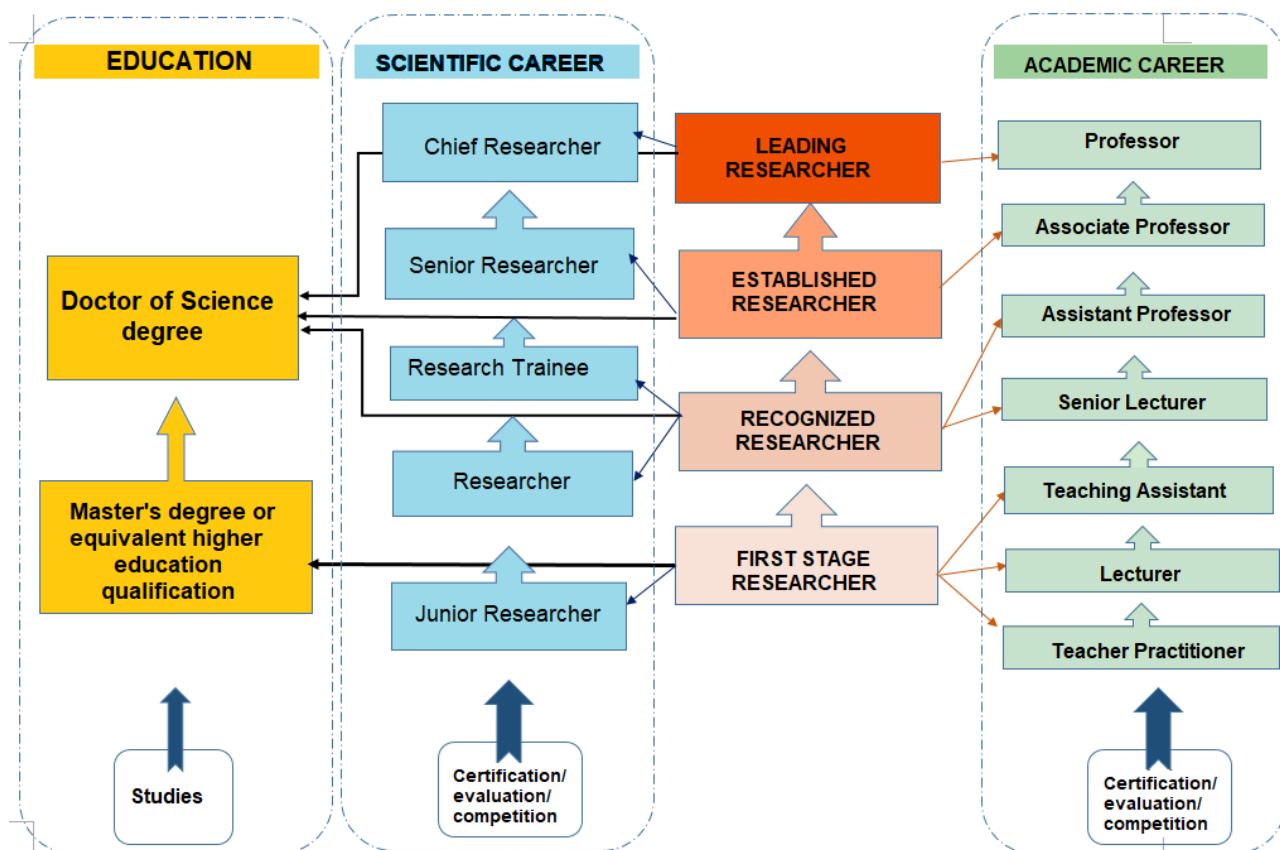 EDUCATION
Doctor of Science
degree
Master's degree or
equivalent higher
education
qualification
Studies
SCIENTIFIC CAREER
Chief Researcher
Senior Researcher
Research Trainee
Researcher
Junior Researcher
Certification/
evaluation/
competition
LEADING
RESEARCHER
ESTABLISHED
RESEARCHER
RECOGNIZED
RESEARCHER
FIRST STAGE
RESEARCHER
ACADEMIC CAREER
Professor
Associate Professor
Assistant Professor
Senior Lecturer
Teaching Assistant
Lecturer
Teacher Practitioner
Certification/
evaluation/
competition